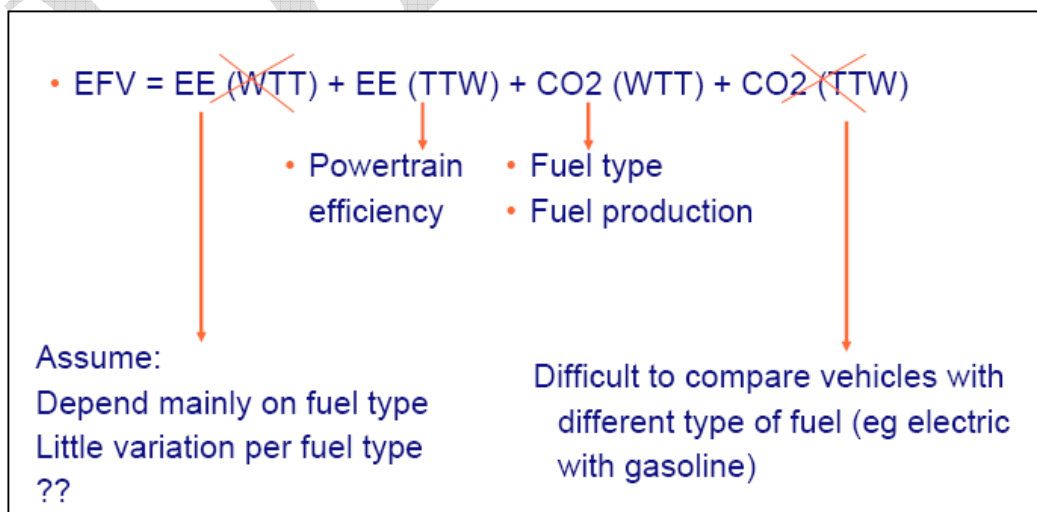 • EFV = EE (WTT) + EE (TTW) + CO2 (WTT) + CO2 (TTW)
• Powertrain
efficiency
• Fuel type
• Fuel production
Assume:
Depend mainly on fuel type
Little variation per fuel type
??
Difficult to compare vehicles with
different type of fuel (eg electric
with gasoline)